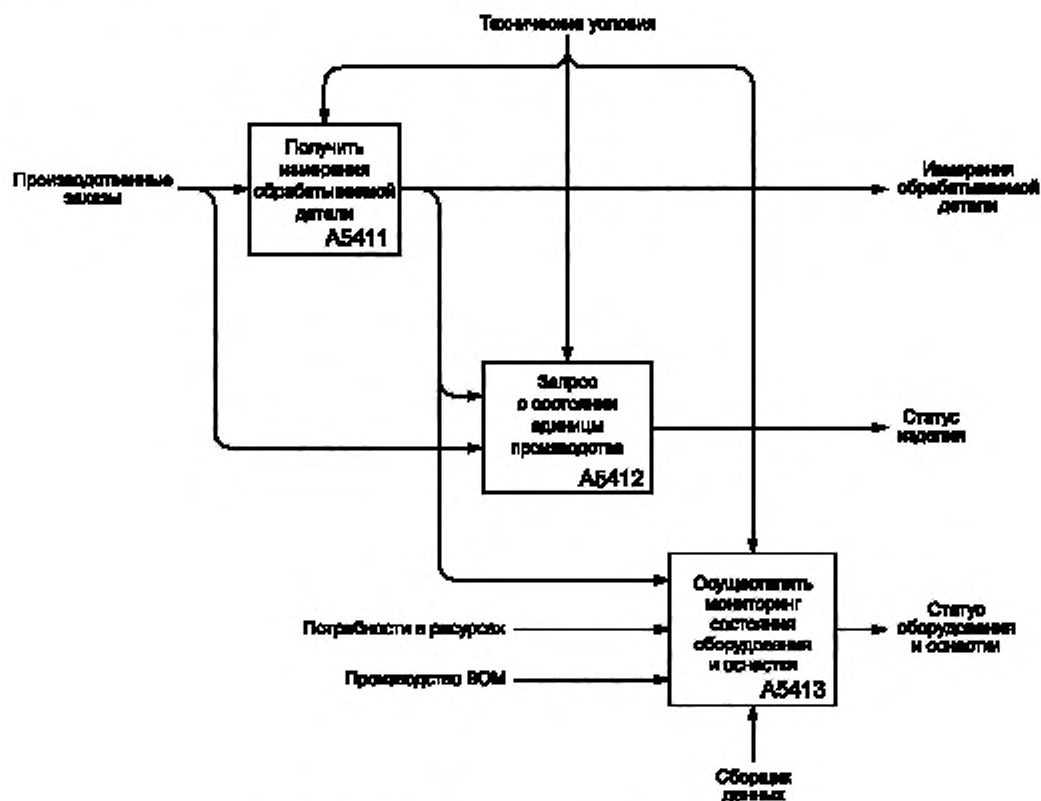 Технические условия
Получить
измерения
обрабатываемой
детали
A5411
Производственные
заказы
Измерения
обрабатываемой
детали
Запрос
о состоянии
единицы
производства
A5412
Статус
изделия
Осуществлять
мониторинг
состояния
оборудования
и оснастки
A5413
Потребности в ресурсах
Производство BOM
Статус
оборудования
и оснастки
Сборщик
данных